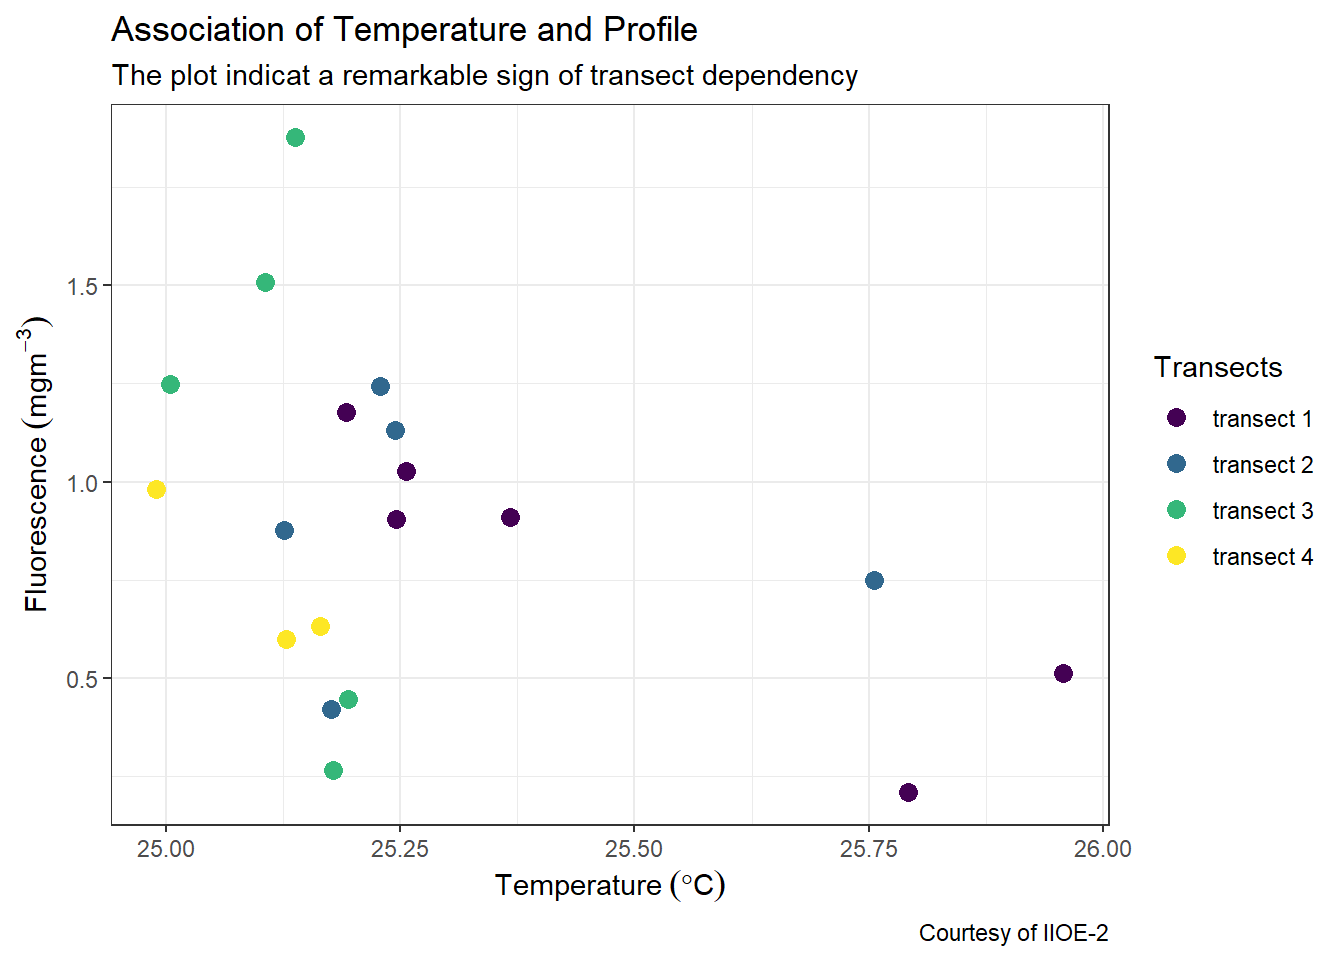 Association of Temperature and Profile
The plot indicat a remarkable sign of transect dependency
Fluorescence (mgm⁻³)
1.5
1.0
0.5
25.00 25.25 25.50 25.75 26.00
Temperature (°C)
Transects
transect 1
transect 2
transect 3
transect 4
Courtesy of IIOE-2